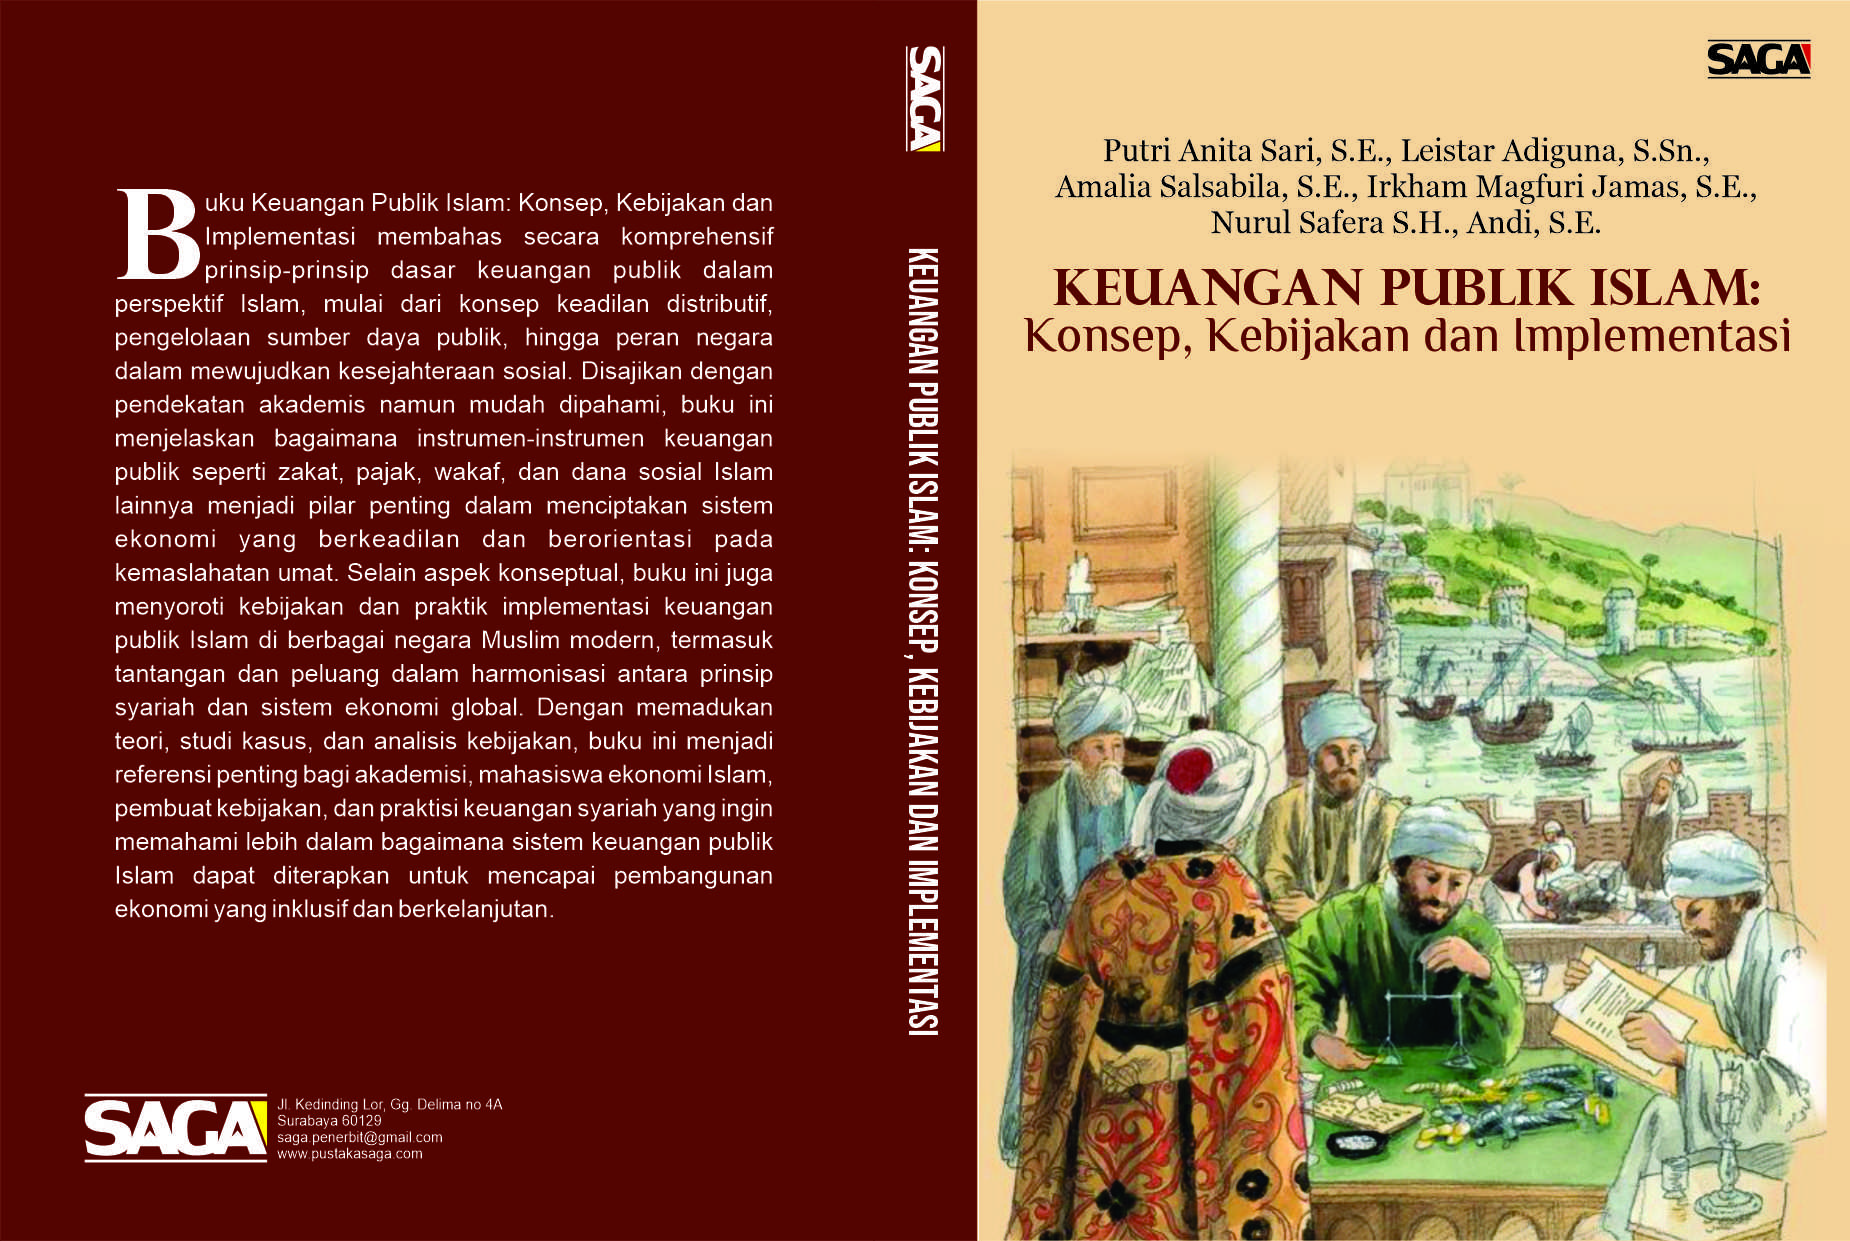 Buku Keuangan Publik Islam: Konsep, Kebijakan dan
Implementasi membahas secara komprehensif
prinsip-prinsip dasar keuangan publik dalam
perspektif Islam, mulai dari konsep keadilan distributif,
pengelolaan sumber daya publik, hingga peran negara
dalam mewujudkan kesejahteraan sosial. Disajikan dengan
pendekatan akademis namun mudah dipahami, buku ini
menjelaskan bagaimana instrumen-instrumen keuangan
publik seperti zakat, pajak, wakaf, dan dana sosial Islam
lainnya menjadi pilar penting dalam menciptakan sistem
ekonomi yang berkeadilan dan berorientasi pada
kemaslahatan umat. Selain aspek konseptual, buku ini juga
menyoroti kebijakan dan praktik implementasi keuangan
publik Islam di berbagai negara Muslim modern, termasuk
tantangan dan peluang dalam harmonisasi antara prinsip
syariah dan sistem ekonomi global. Dengan memadukan
teori, studi kasus, dan analisis kebijakan, buku ini menjadi
referensi penting bagi akademisi, mahasiswa ekonomi Islam,
pembuat kebijakan, dan praktisi keuangan syariah yang ingin
memahami lebih dalam bagaimana sistem keuangan publik
Islam dapat diterapkan untuk mencapai pembangunan
ekonomi yang inklusif dan berkelanjutan.
SAGA
Jl. Kedinding Lor, Gg. Delima no 4A
Surabaya 60129
saga.penerbit@gmail.com
www.pustakasaga.com
SAGA
KEUANGAN PUBLIK ISLAM: KONSEP, KEBIJAKAN DAN IMPLEMENTASI
SAGA
Putri Anita Sari, S.E., Leistar Adiguna, S.Sn.,
Amalia Salsabila, S.E., Irkham Magfuri Jamas, S.E.,
Nurul Safera S.H., Andi, S.E.
KEUANGAN PUBLIK ISLAM:
Konsep, Kebijakan dan Implementasi